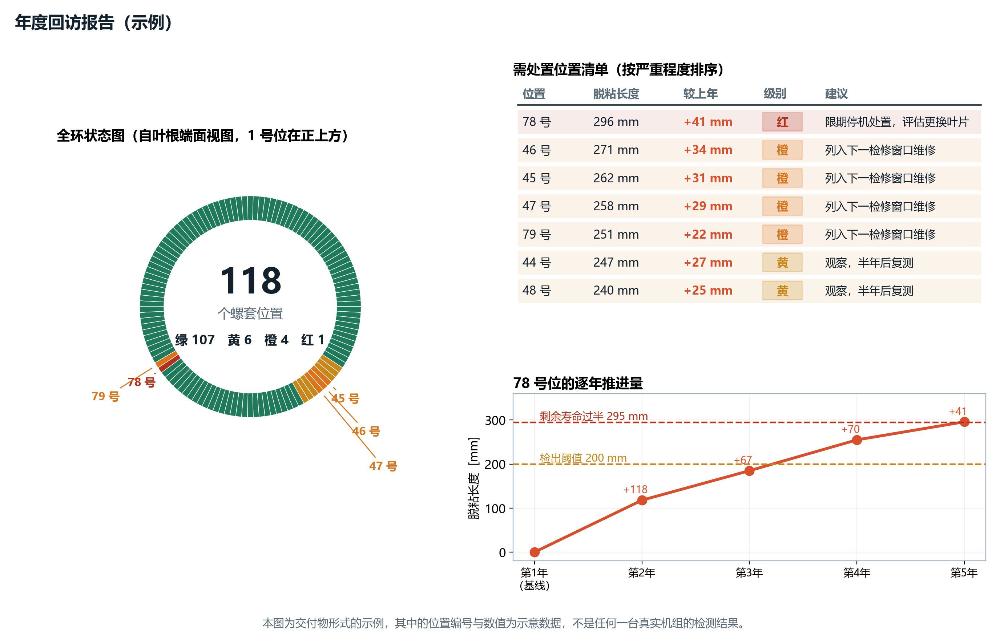 年度回访报告（示例）
全环状态图（自叶根端面视图，1 号位在正上方）
118
个螺套位置
绿 107 黄 6 橙 4 红 1
78 号
79 号
45 号
46 号
47 号
需处置位置清单（按严重程度排序）
位置 脱粘长度 较上年 级别 建议
78 号 296 mm +41 mm 红 限期停机处置，评估更换叶片
46 号 271 mm +34 mm 橙 列入下一检修窗口维修
45 号 262 mm +31 mm 橙 列入下一检修窗口维修
47 号 258 mm +29 mm 橙 列入下一检修窗口维修
79 号 251 mm +22 mm 橙 列入下一检修窗口维修
44 号 247 mm +27 mm 黄 观察，半年后复测
48 号 240 mm +25 mm 黄 观察，半年后复测
78 号位的逐年推进量
脱粘长度 [mm]
300
200
100
0
剩余寿命过半 295 mm
检出阈值 200 mm
+118
+67
+70
+41
第1年
（基线）
第2年
第3年
第4年
第5年
本图为交付物形式的示例，其中的位置编号与数值为示意数据，不是任何一台真实机组的检测结果。